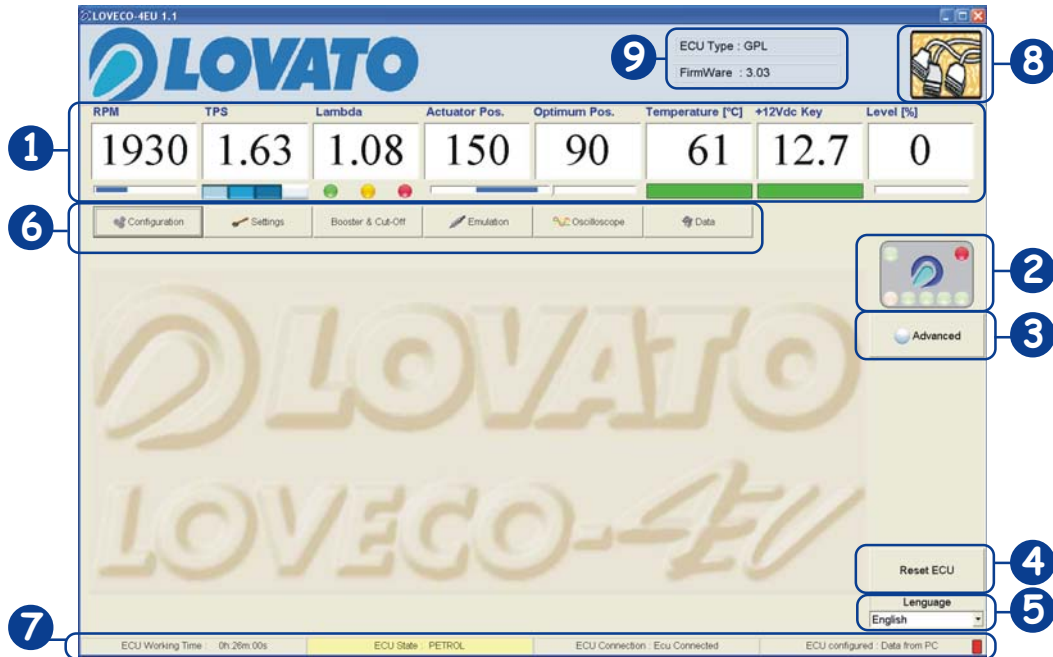 LOVECO-4EU 1.1
LOVATO
ECU Type : GPL
FirmWare : 3.03
9
8
RPM TPS Lambda Actuator Pos. Optimum Pos. Temperature [°C] +12Vdc Key Level [%]
1
1930 1.63 1.08 150 90 61 12.7 0
6
Configuration Settings Booster & Cut-Off Emulation Oscilloscope Data
2
3
Advanced
LOVATO
LOVECO-4EU
4
Reset ECU
5
Lenguage
English
7
ECU Working Time : 0h:26m:00s ECU State : PETROL ECU Connection : Ecu Connected ECU configured : Data from PC